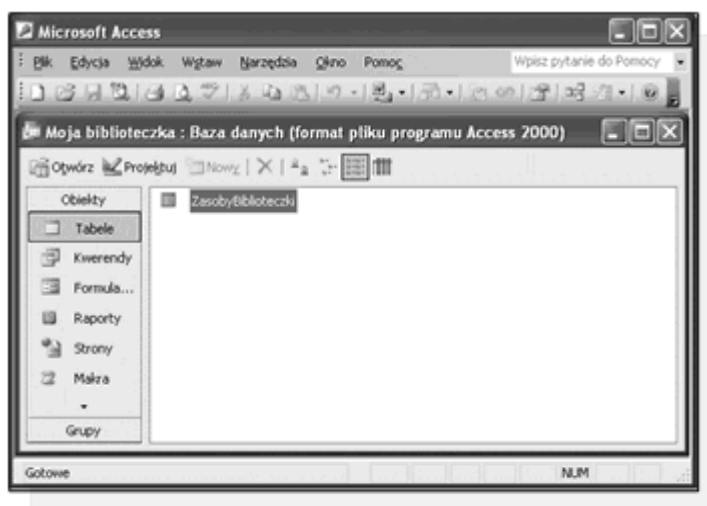 Microsoft Access
Plik Edycja Widok Wstaw Narzędzia Okno Pomoc Wpisz pytanie do Pomocy
Moja biblioteczka : Baza danych (format pliku programu Access 2000)
Otwórz Projektuj Nowy
Obiekty
ZasobyBiblioteczki
Tabele
Kwerendy
Formula...
Raporty
Strony
Makra
Grupy
Gotowe NUM